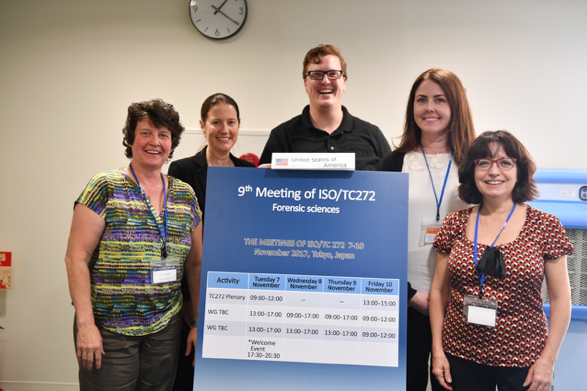 United States of
America
9th Meeting of ISO/TC272
Forensic sciences
THE MEETINGS OF ISO/TC 272 7-10
November 2017, Tokyo, Japan
Activity Tuesday 7 November Wednesday 8 November Thursday 9 November Friday 10 November
TC272 Plenary 09:00–12:00 – – 13:00–15:00
WG TBC 13:00–17:00 09:00–17:00 09:00–17:00 09:00–12:00
WG TBC 13:00–17:00 13:00–17:00 13:00–17:00 09:00–12:00
*Welcome
Event
17:30–20:30